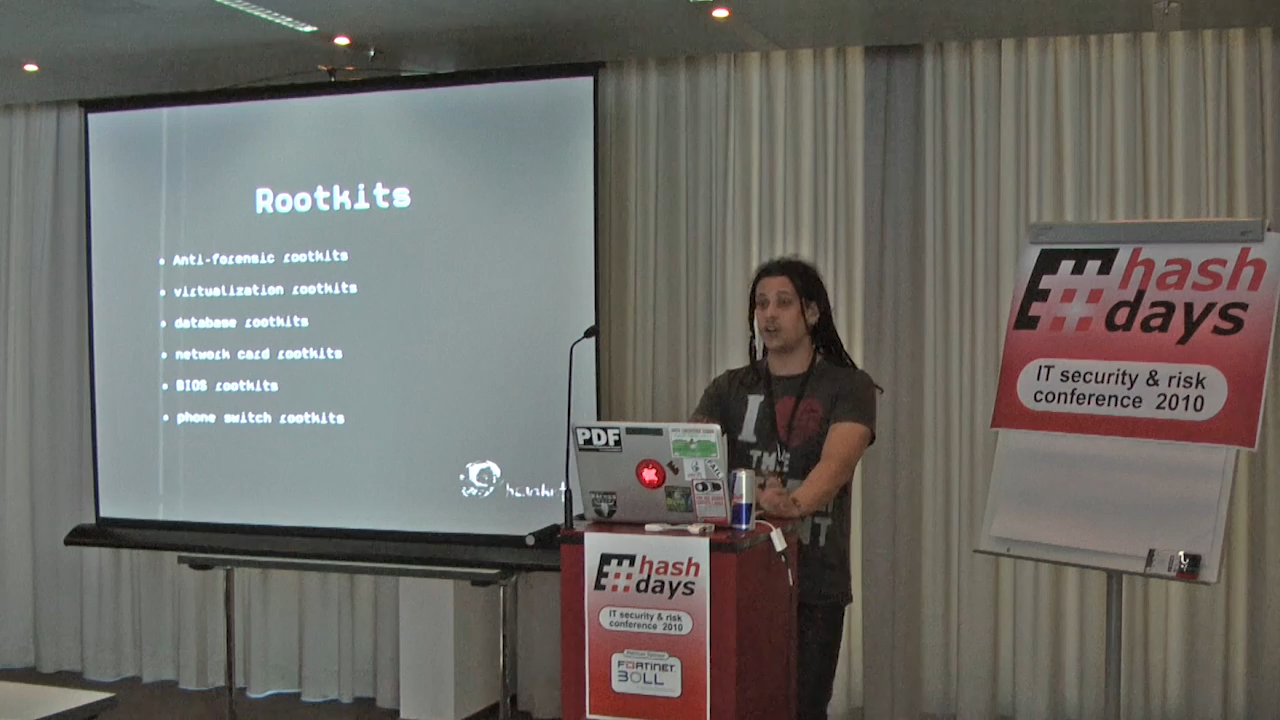 Rootkits
• Anti-forensic rootkits
• virtualization rootkits
• database rootkits
• network card rootkits
• BIOS rootkits
• phone switch rootkits
PDF
I
THE
hash
days
IT security & risk
conference 2010
FORTINET
BOLL
hash
days
IT security & risk
conference 2010